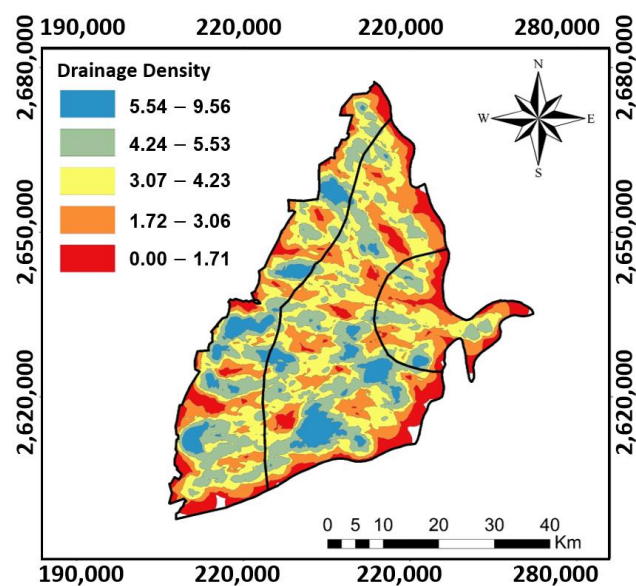 190,000 220,000 220,000 280,000
2,680,000 2,680,000
Drainage Density
5.54 – 9.56
4.24 – 5.53
3.07 – 4.23
1.72 – 3.06
0.00 – 1.71
N
W E
S
2,650,000 2,650,000
2,620,000 2,620,000
0 5 10 20 30 40
Km
190,000 220,000 220,000 280,000